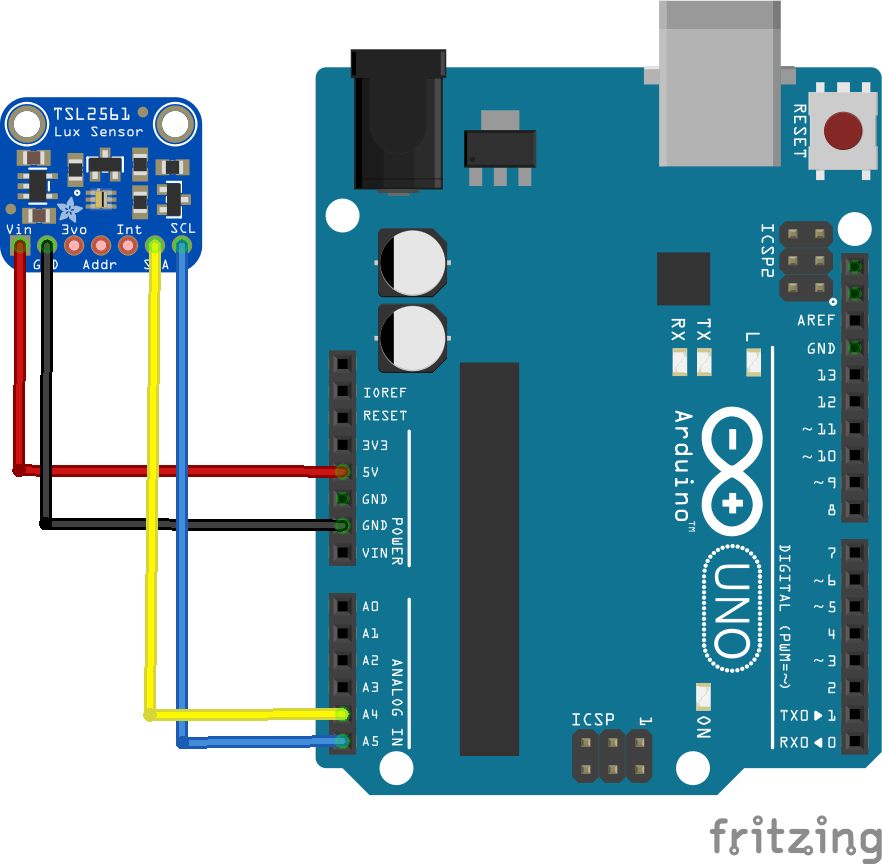 TSL2561
Lux Sensor
Vin
3vo
Int
SCL
GND
Addr
SDA
RESET
ICSP2
IOREF
RESET
3V3
5V
GND
GND
VIN
POWER
A0
A1
A2
A3
A4
A5
ANALOG IN
RX
TX
L
Arduino™
UNO
ON
ICSP
1
AREF
GND
13
12
~11
~10
~9
8
7
~6
~5
4
~3
2
TX0▶1
RX0◀0
DIGITAL (PWM=~)
fritzing